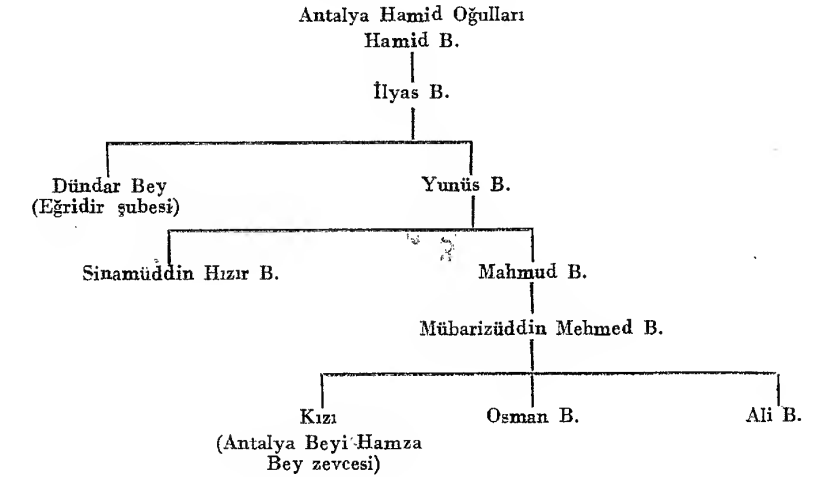 Antalya Hamid Oğulları
Hamid B.
İlyas B.
Dündar Bey
(Eğridir şubesi)
Yunüs B.
Sinamüddin Hızır B.
Mahmud B.
Mübarizüddin Mehmed B.
Kızı
(Antalya Beyi Hamza
Bey zevcesi)
Osman B.
Ali B.